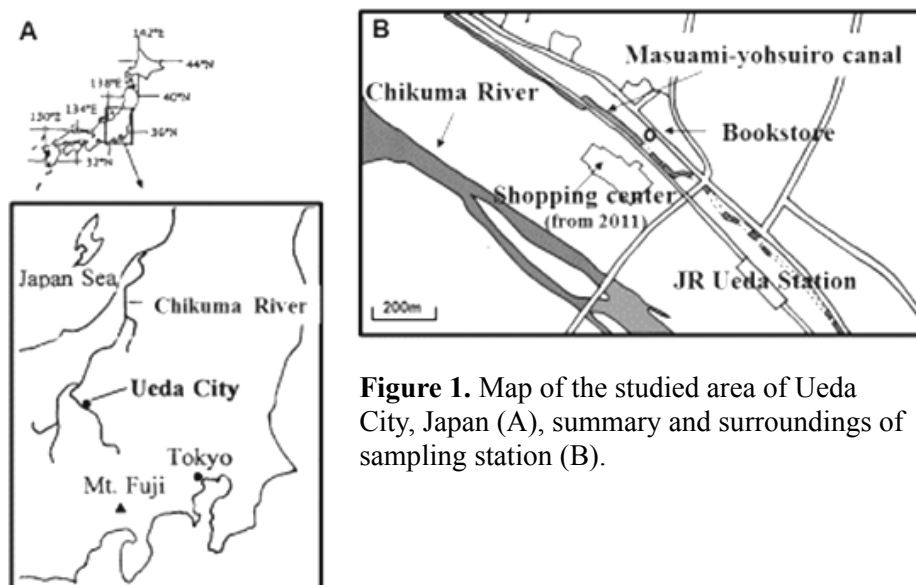 A
142°E
44°N
138°E
40°N
134°E
130°E
36°N
32°N
Japan Sea
Chikuma River
Ueda City
Tokyo
Mt. Fuji
B
Masuami-yohsuiro canal
Chikuma River
Bookstore
Shopping center
(from 2011)
JR Ueda Station
200m
Figure 1. Map of the studied area of Ueda
City, Japan (A), summary and surroundings of
sampling station (B).